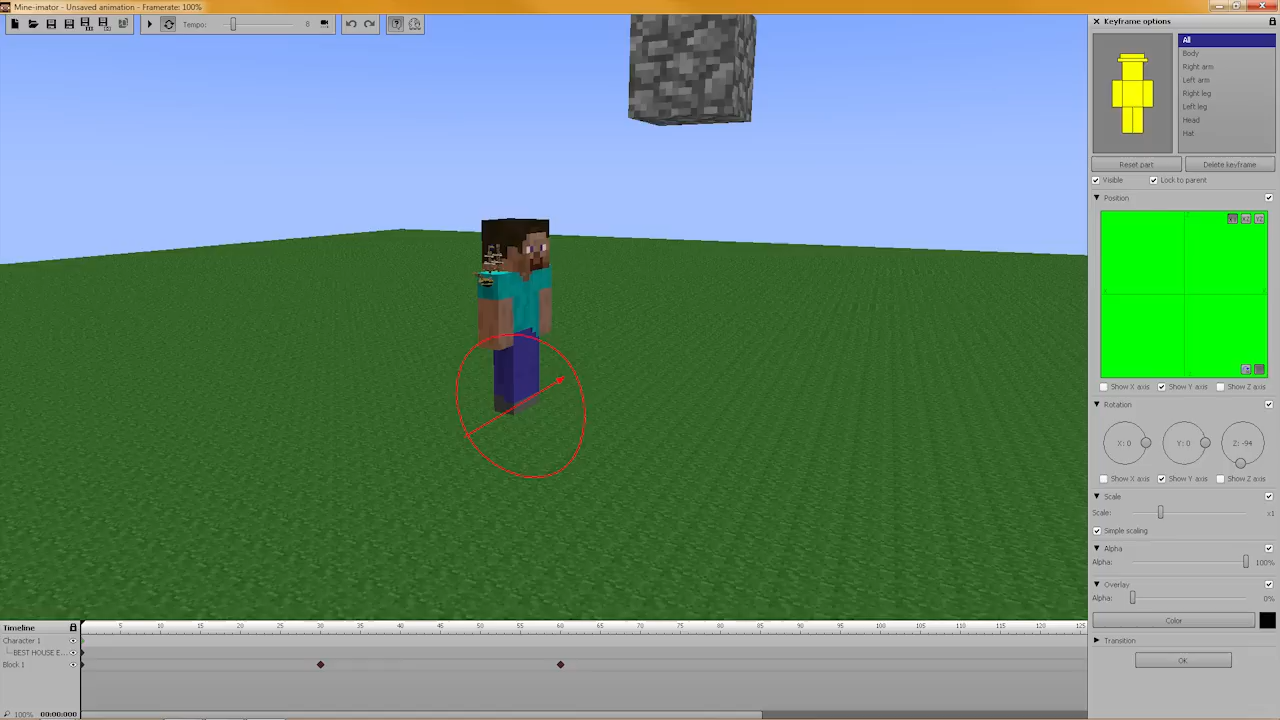 Mine-imator - Unsaved animation - Framerate: 100%
Tempo: 8
Keyframe options
All
Body
Right arm
Left arm
Right leg
Left leg
Head
Hat
Reset part Delete keyframe
Visible Lock to parent
Position
Show X axis Show Y axis Show Z axis
Rotation
X: 0 Y: 0 Z: -94
Show X axis Show Y axis Show Z axis
Scale
Scale: x1
Simple scaling
Alpha
Alpha: 100%
Overlay
Alpha: 0%
Color
Transition
OK
Timeline 5 10 15 20 25 30 35 40 45 50 55 60 65 70 75 80 85 90 95 100 105 110 115 120 125
Character 1
BEST HOUSE E...
Block 1
100% 00:00:000